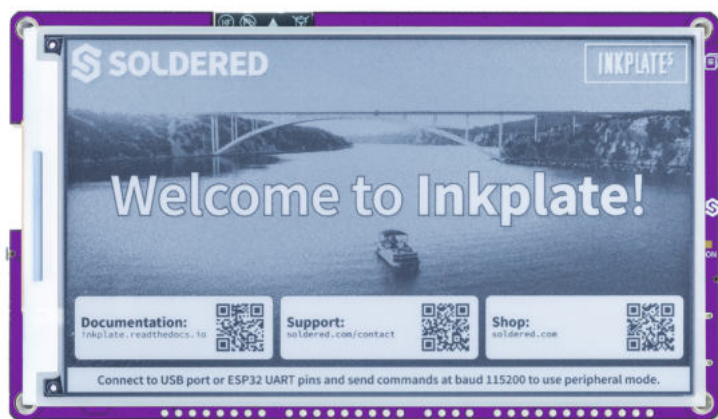 SOLDERED
INKPLATE5
Welcome to Inkplate!
Documentation:
inkplate.readthedocs.io
Support:
soldered.com/contact
Shop:
soldered.com
Connect to USB port or ESP32 UART pins and send commands at baud 115200 to use peripheral mode.
ON